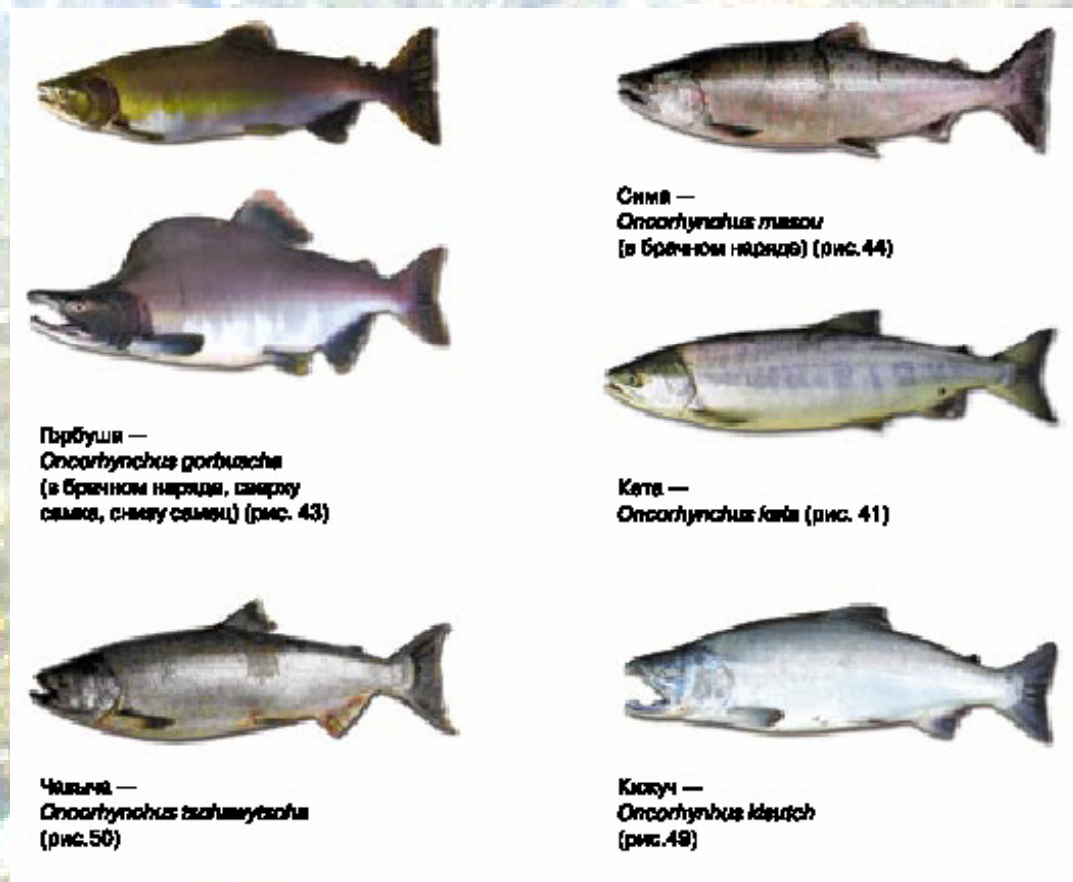 Сима —
Oncorhynchus masou
(в брачном наряде) (рис.44)
Горбуша —
Oncorhynchus gorbuscha
(в брачном наряде, сверху
самка, снизу самец) (рис. 43)
Кета —
Oncorhynchus keta (рис. 41)
Чавыча —
Oncorhynchus tschawytscha
(рис.50)
Кижуч —
Oncorhynhus kisutch
(рис.49)